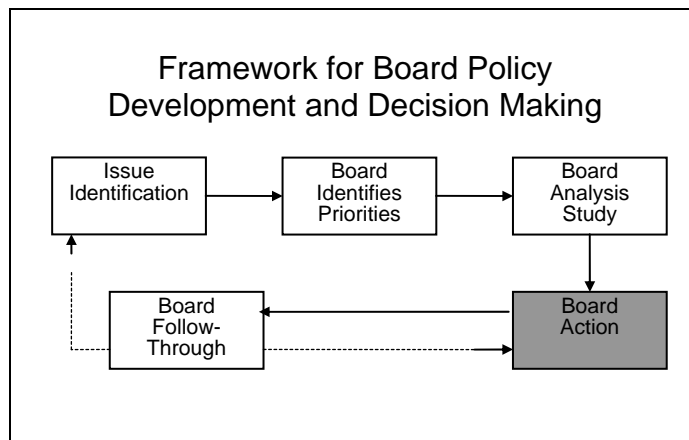 Framework for Board Policy
Development and Decision Making
Issue
Identification
Board
Identifies
Priorities
Board
Analysis
Study
Board
Follow-
Through
Board
Action